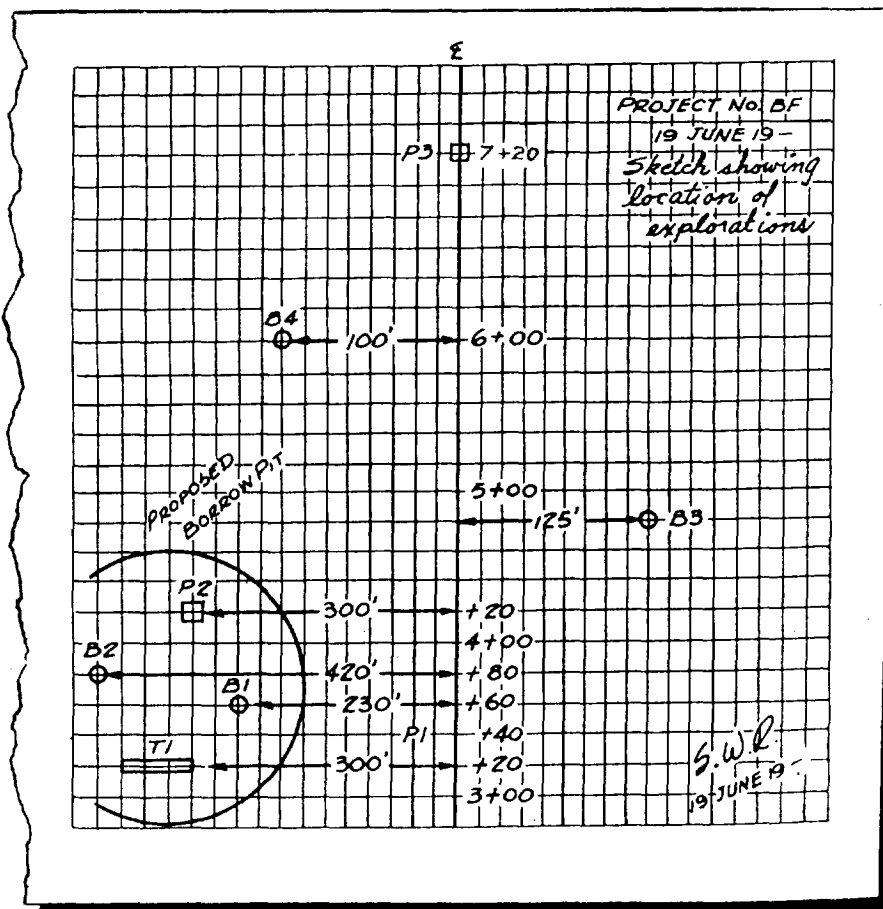 ℄
PROJECT No. BF
19 JUNE 19-
Sketch showing
location of
explorations
P3 7+20
B4
100' 6+00
PROPOSED
BORROW PIT
5+00
125' B3
P2
300' +20
4+00
B2
420' +80
B1
230' +60
P1 +40
T1
300' +20
3+00
S.W.R
19 JUNE 19-